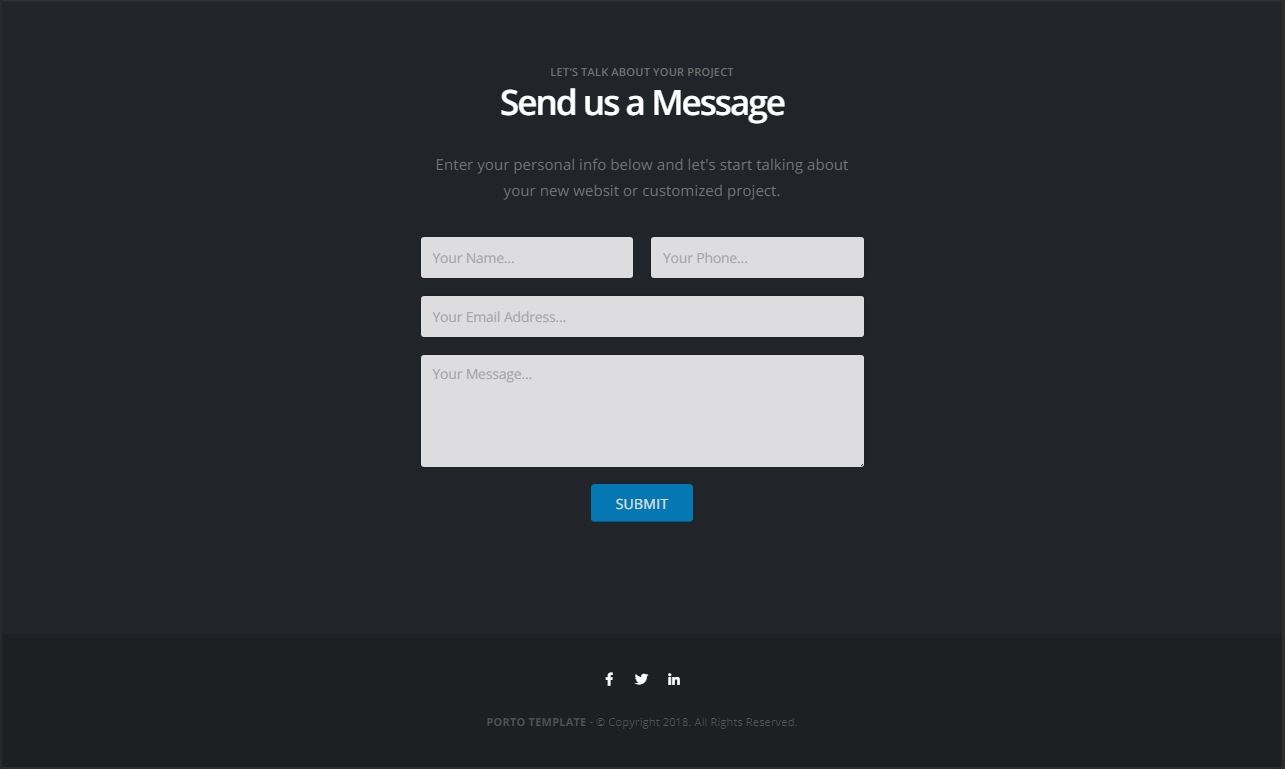 LET'S TALK ABOUT YOUR PROJECT
Send us a Message
Enter your personal info below and let's start talking about
your new websit or customized project.
Your Name...
Your Phone...
Your Email Address...
Your Message...
SUBMIT
PORTO TEMPLATE - © Copyright 2018. All Rights Reserved.